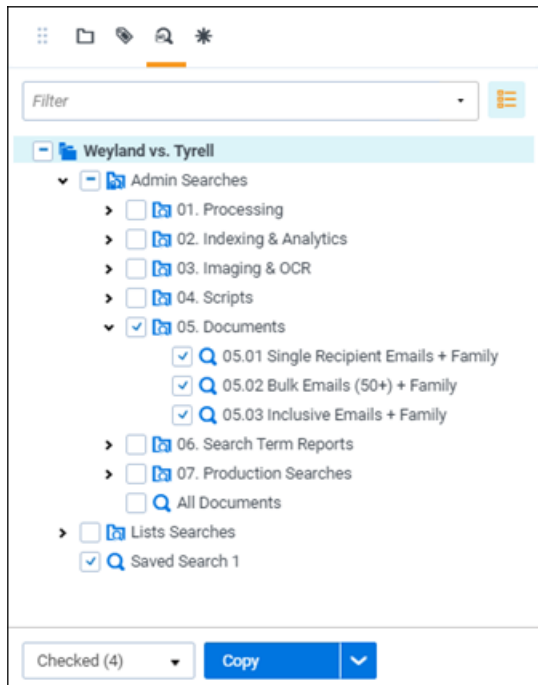 Filter
Weyland vs. Tyrell
Admin Searches
01. Processing
02. Indexing & Analytics
03. Imaging & OCR
04. Scripts
05. Documents
05.01 Single Recipient Emails + Family
05.02 Bulk Emails (50+) + Family
05.03 Inclusive Emails + Family
06. Search Term Reports
07. Production Searches
All Documents
Lists Searches
Saved Search 1
Checked (4) Copy